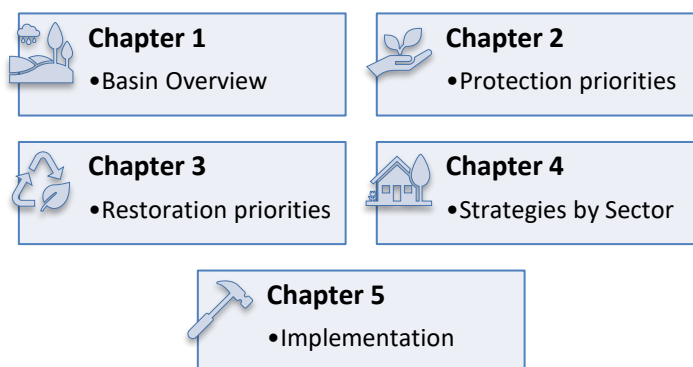 Chapter 1
•Basin Overview
Chapter 2
•Protection priorities
Chapter 3
•Restoration priorities
Chapter 4
•Strategies by Sector
Chapter 5
•Implementation